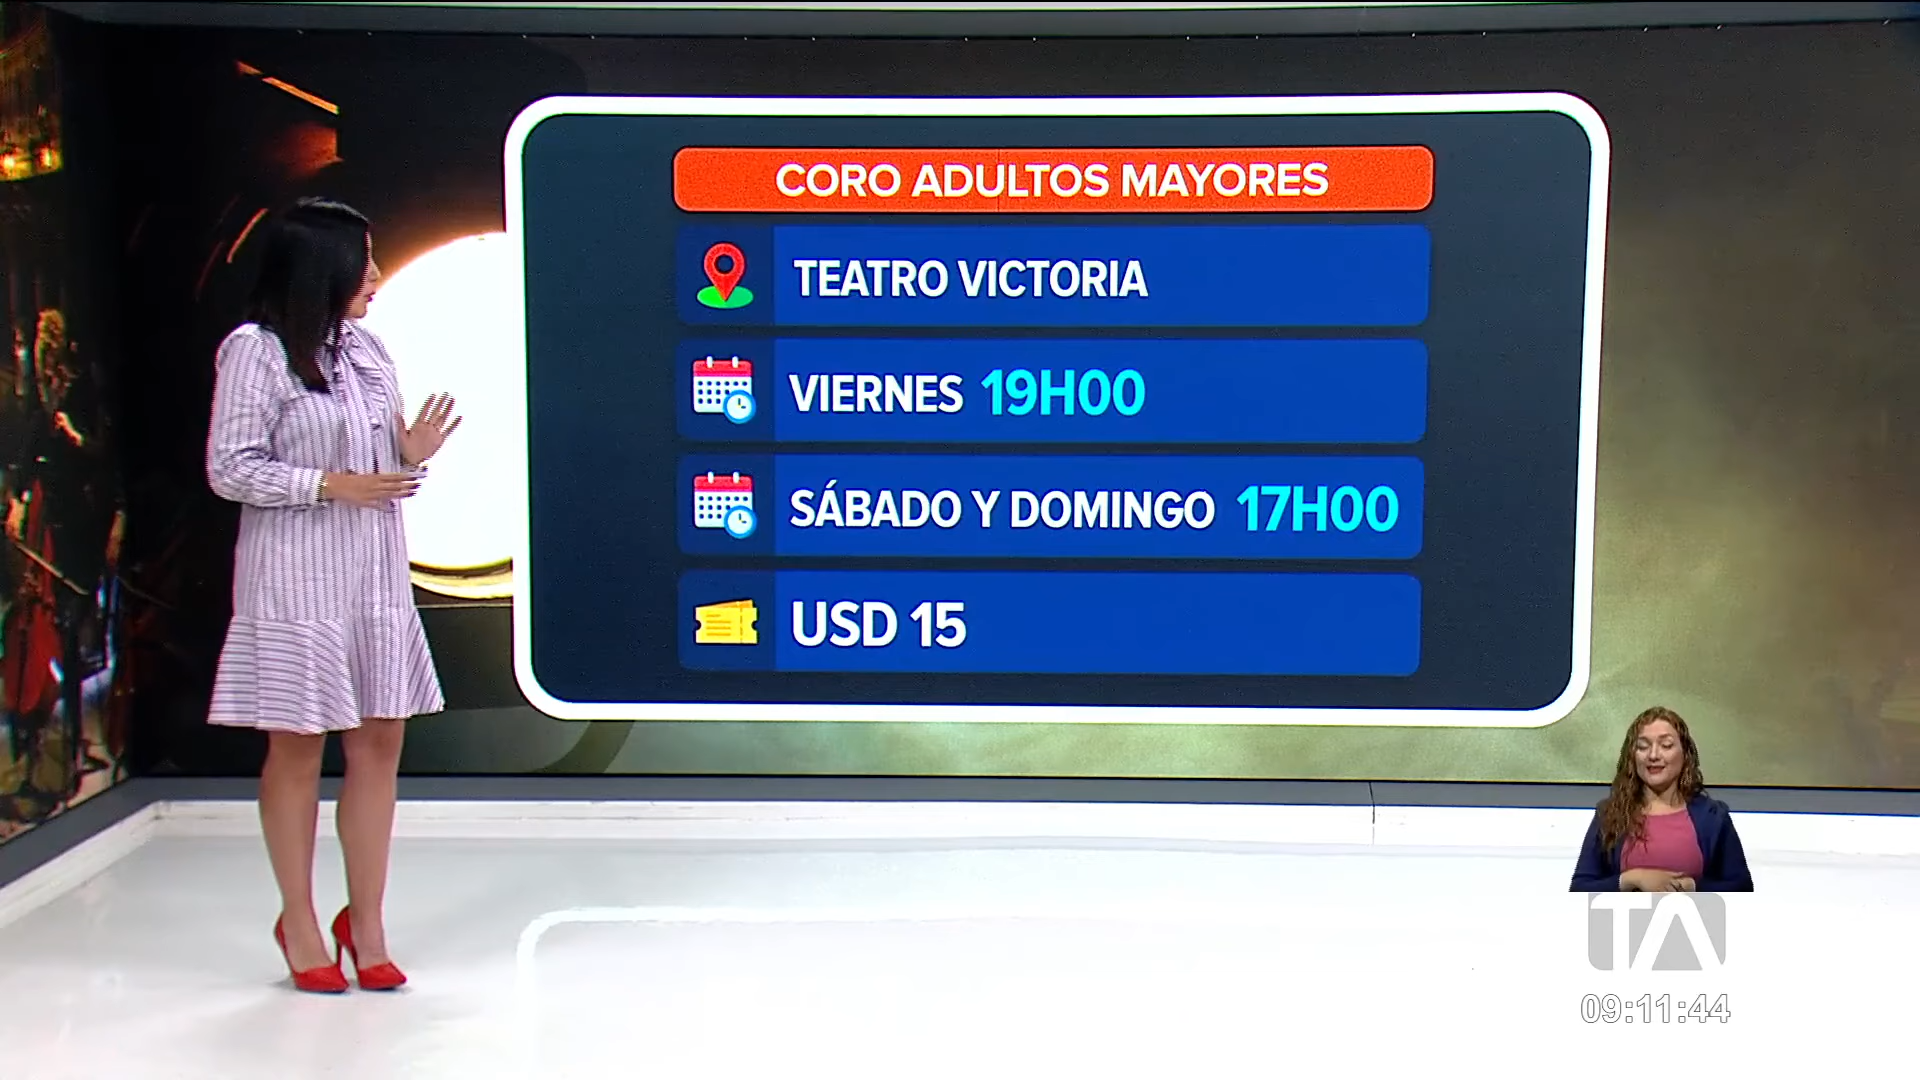 CORO ADULTOS MAYORES
TEATRO VICTORIA
VIERNES 19H00
SÁBADO Y DOMINGO 17H00
USD 15
TA
09:11:44